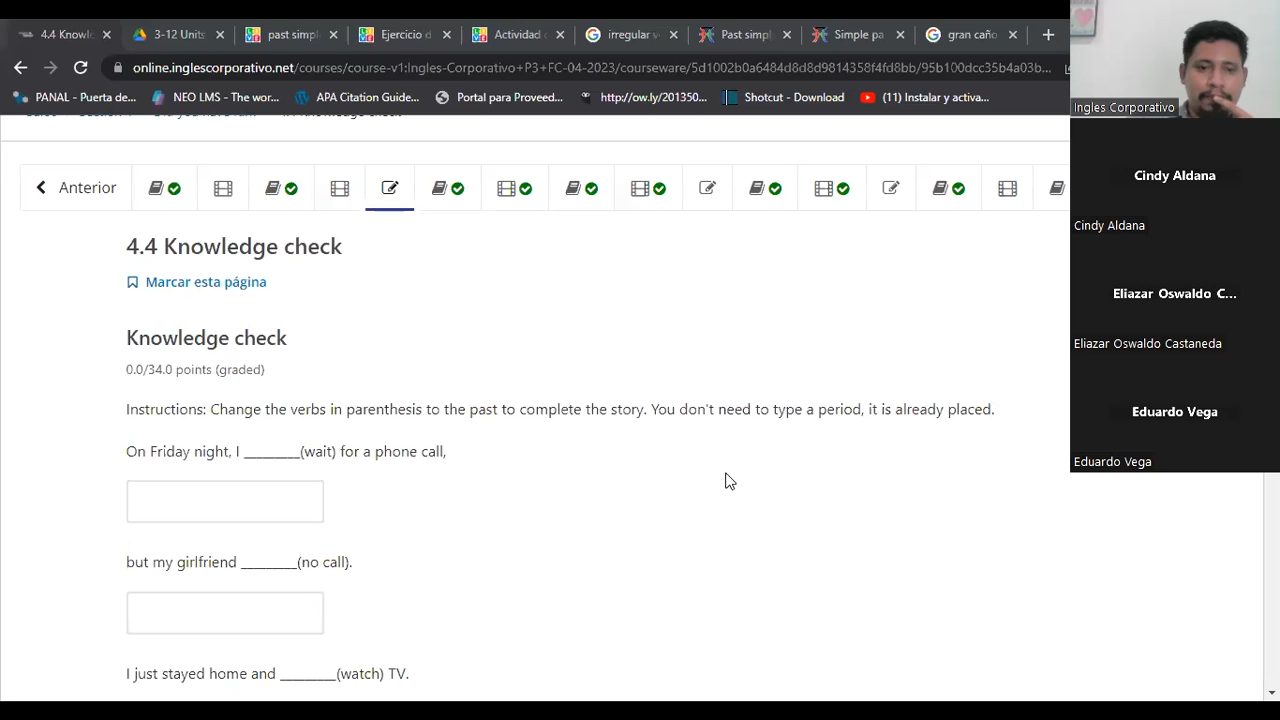 4.4 Knowl
3-12 Units
past simpl
Ejercicio d
Actividad
irregular v
Past simpl
Simple pa
gran caño
online.inglescorporativo.net/courses/course-v1:Ingles-Corporativo+P3+FC-04-2023/courseware/5d1002b0a6484d8d8d9814358f4fd8bb/95b100dcc35b4a03b...
PANAL - Puerta de...
NEO LMS - The wor...
APA Citation Guide...
Portal para Proveed...
http://ow.ly/201350...
Shotcut - Download
(11) Instalar y activa...
Anterior
4.4 Knowledge check
Marcar esta página
Knowledge check
0.0/34.0 points (graded)
Instructions: Change the verbs in parenthesis to the past to complete the story. You don't need to type a period, it is already placed.
On Friday night, I ________(wait) for a phone call,
but my girlfriend ________(no call).
I just stayed home and ________(watch) TV.
Ingles Corporativo
Cindy Aldana
Cindy Aldana
Eliazar Oswaldo C...
Eliazar Oswaldo Castaneda
Eduardo Vega
Eduardo Vega